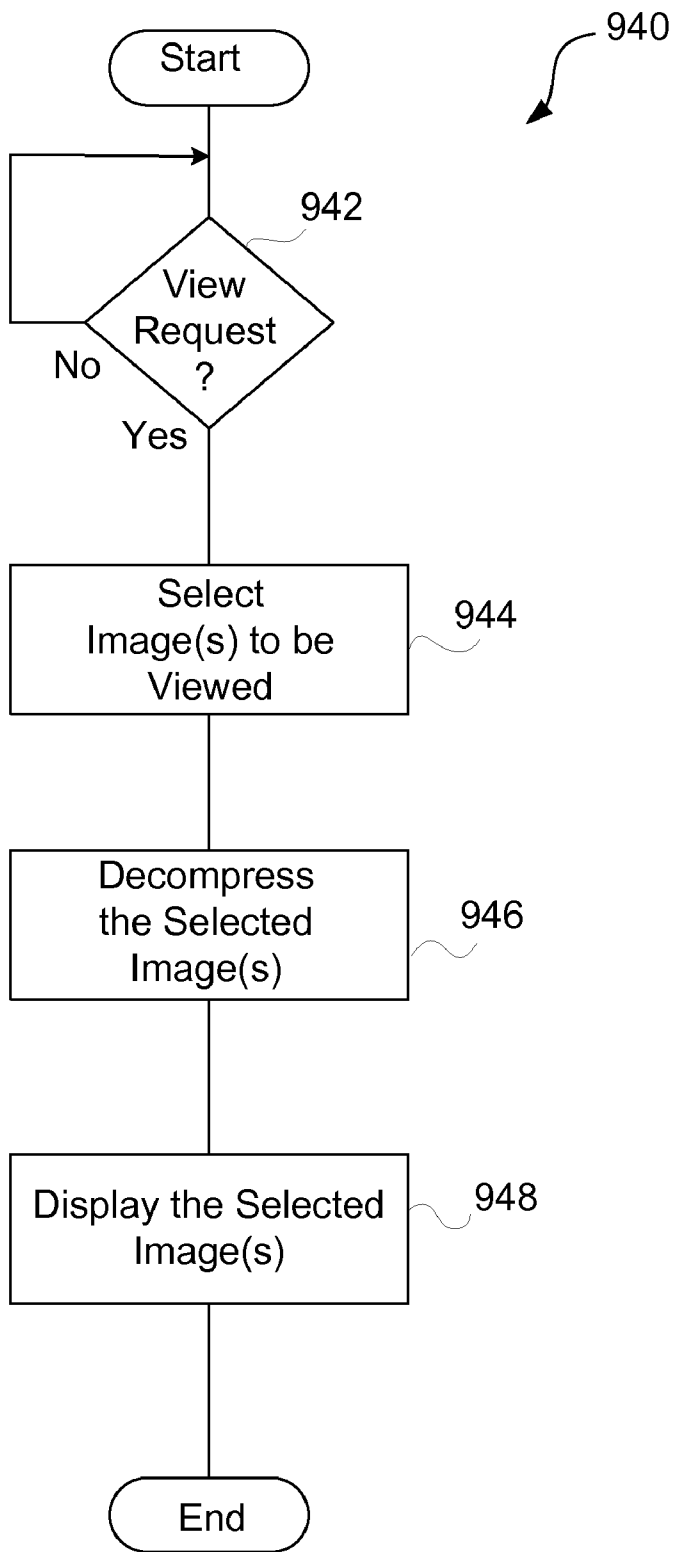 Start
940
942
View
Request
?
No
Yes
Select
Image(s) to be
Viewed
944
Decompress
the Selected
Image(s)
946
Display the Selected
Image(s)
948
End